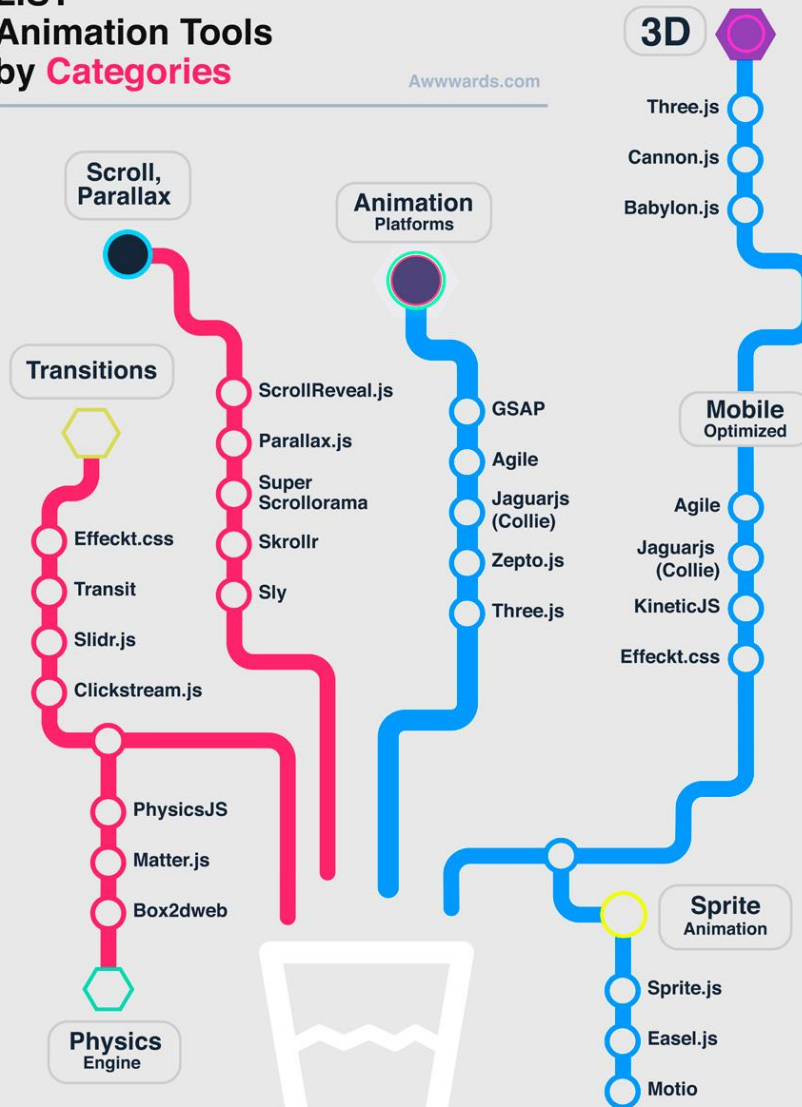 LIST
Animation Tools
by Categories
Awwwards.com
3D
Three.js
Cannon.js
Babylon.js
Scroll,
Parallax
ScrollReveal.js
Parallax.js
Super
Scrollorama
Skrollr
Sly
Animation
Platforms
GSAP
Agile
Jaguarjs
(Collie)
Zepto.js
Three.js
Transitions
Effeckt.css
Transit
Slidr.js
Clickstream.js
Mobile
Optimized
Agile
Jaguarjs
(Collie)
KineticJS
Effeckt.css
PhysicsJS
Matter.js
Box2dweb
Physics
Engine
Sprite
Animation
Sprite.js
Easel.js
Motio